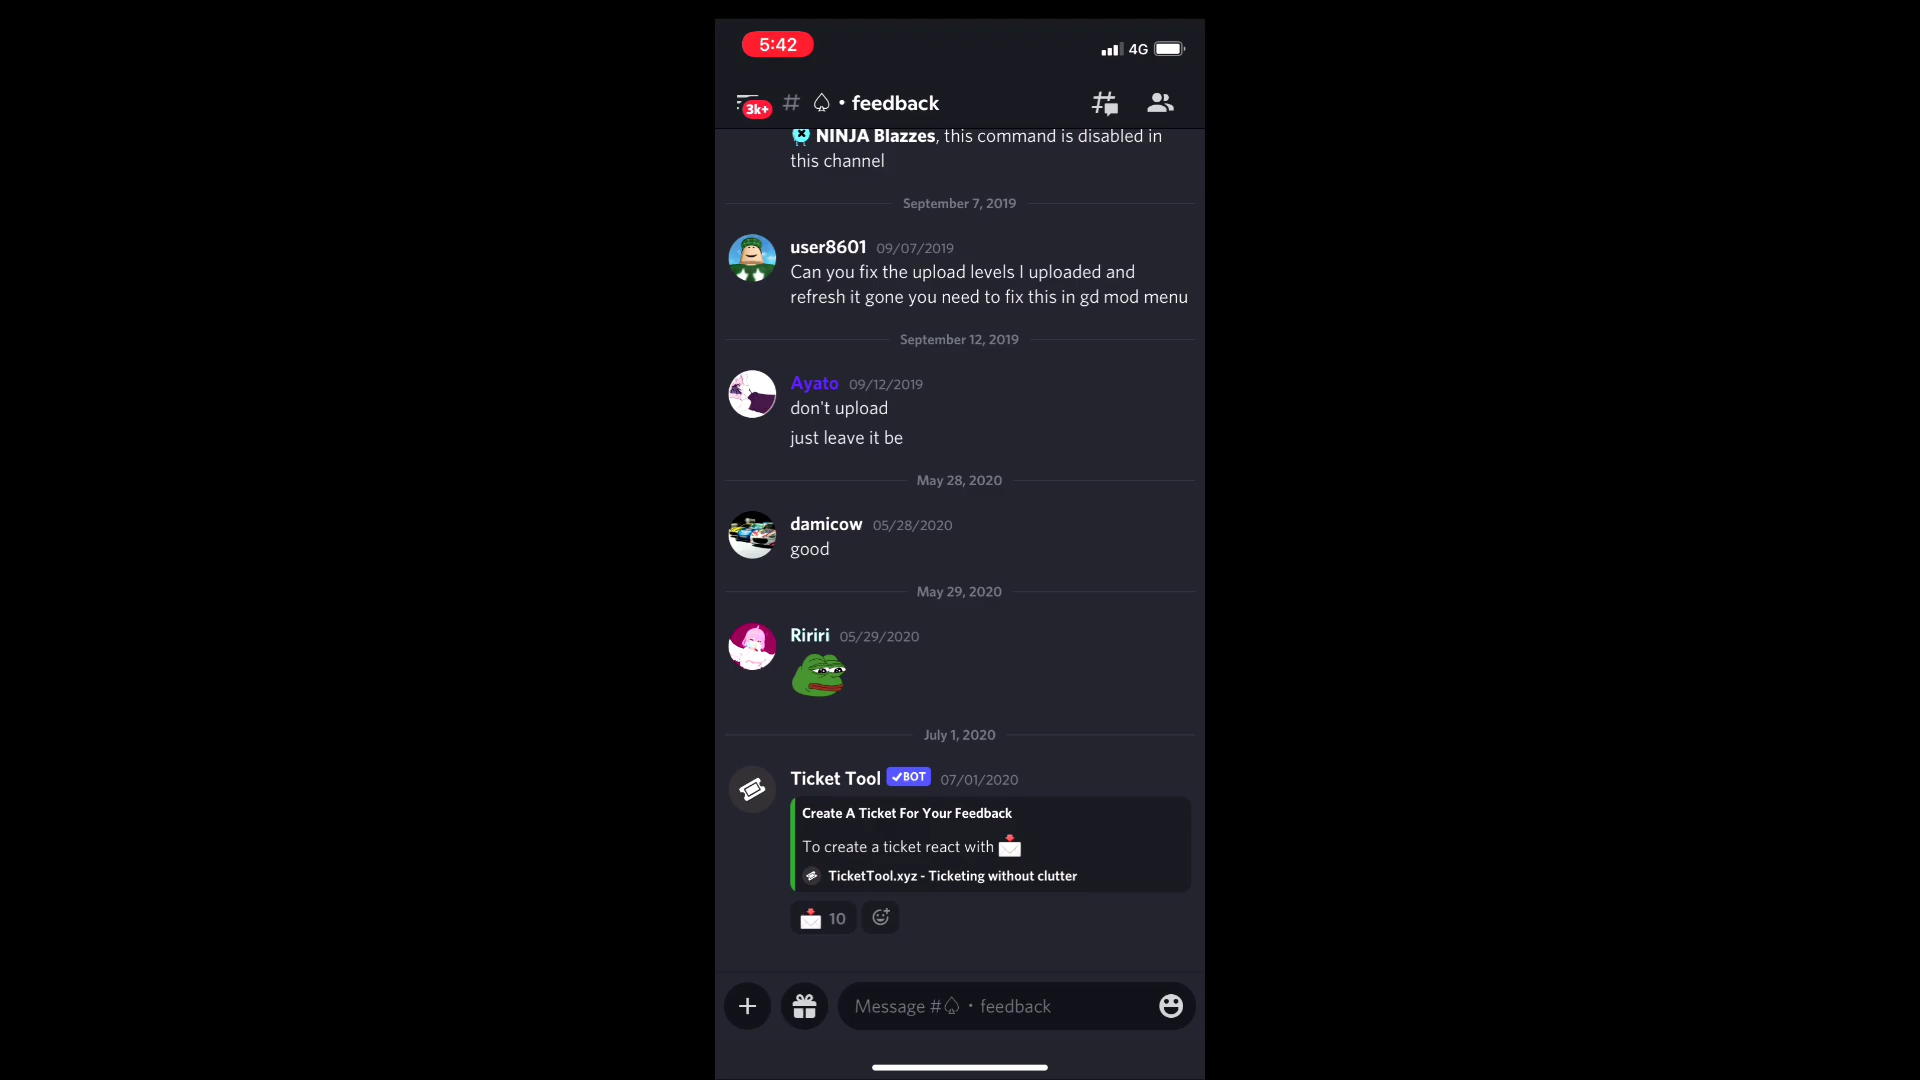 5:42
4G
3k+
# ♤ • feedback
NINJA Blazzes, this command is disabled in
this channel
September 7, 2019
user8601 09/07/2019
Can you fix the upload levels I uploaded and
refresh it gone you need to fix this in gd mod menu
September 12, 2019
Ayato 09/12/2019
don't upload
just leave it be
May 28, 2020
damicow 05/28/2020
good
May 29, 2020
Ririri 05/29/2020
July 1, 2020
Ticket Tool ✓BOT 07/01/2020
Create A Ticket For Your Feedback
To create a ticket react with 📩
TicketTool.xyz - Ticketing without clutter
📩 10
Message #♤ • feedback